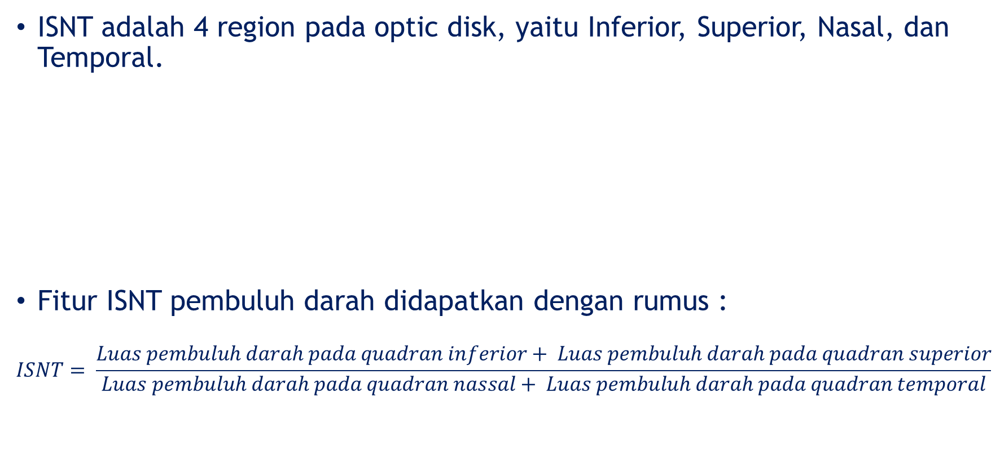 • ISNT adalah 4 region pada optic disk, yaitu Inferior, Superior, Nasal, dan
Temporal.
• Fitur ISNT pembuluh darah didapatkan dengan rumus :
ISNT = (Luas pembuluh darah pada quadran inferior + Luas pembuluh darah pada quadran superior) / (Luas pembuluh darah pada quadran nassal + Luas pembuluh darah pada quadran temporal)